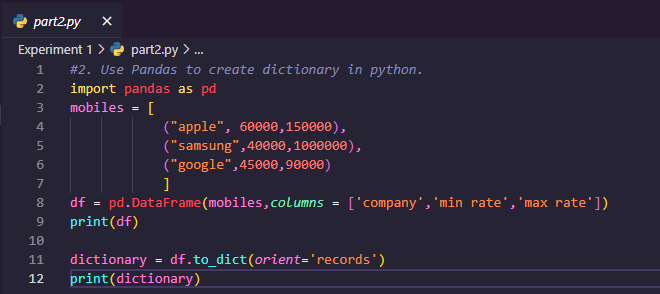 part2.py ×
Experiment 1 > part2.py > ...
1 #2. Use Pandas to create dictionary in python.
2 import pandas as pd
3 mobiles = [
4 ("apple", 60000,150000),
5 ("samsung",40000,1000000),
6 ("google",45000,90000)
7 ]
8 df = pd.DataFrame(mobiles,columns = ['company','min rate','max rate'])
9 print(df)
10
11 dictionary = df.to_dict(orient='records')
12 print(dictionary)